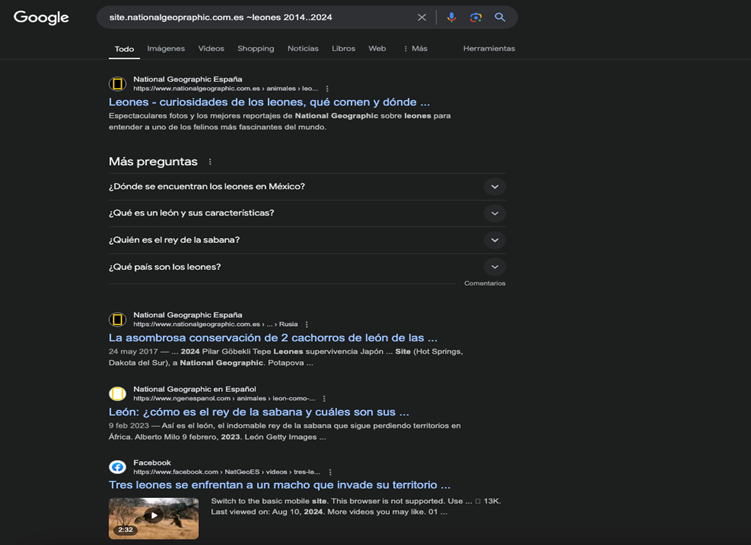 Google
site.nationalgeopraphic.com.es ~leones 2014..2024
Todo Imágenes Videos Shopping Noticias Libros Web Más Herramientas
National Geographic España
https://www.nationalgeographic.com.es › animales › leo...
Leones - curiosidades de los leones, qué comen y dónde ...
Espectaculares fotos y los mejores reportajes de National Geographic sobre leones para
entender a uno de los felinos más fascinantes del mundo.
Más preguntas
¿Dónde se encuentran los leones en México?
¿Qué es un león y sus características?
¿Quién es el rey de la sabana?
¿Qué país son los leones?
Comentarios
National Geographic España
https://www.nationalgeographic.com.es › ... › Rusia
La asombrosa conservación de 2 cachorros de león de las ...
24 may 2017 — ... 2024 Pilar Göbekli Tepe Leones supervivencia Japón ... Site (Hot Springs,
Dakota del Sur), a National Geographic. Potapova ...
National Geographic en Español
https://www.ngenespanol.com › animales › leon-como-...
León: ¿cómo es el rey de la sabana y cuáles son sus ...
9 feb 2023 — Así es el león, el indomable rey de la sabana que sigue perdiendo territorios en
África. Alberto Milo 9 febrero, 2023. León Getty Images ...
Facebook
https://www.facebook.com › NatGeoES › videos › tres-le...
Tres leones se enfrentan a un macho que invade su territorio ...
Switch to the basic mobile site. This browser is not supported. Use ... 13K.
Last viewed on: Aug 10, 2024. More videos you may like. 01 ...
2:32